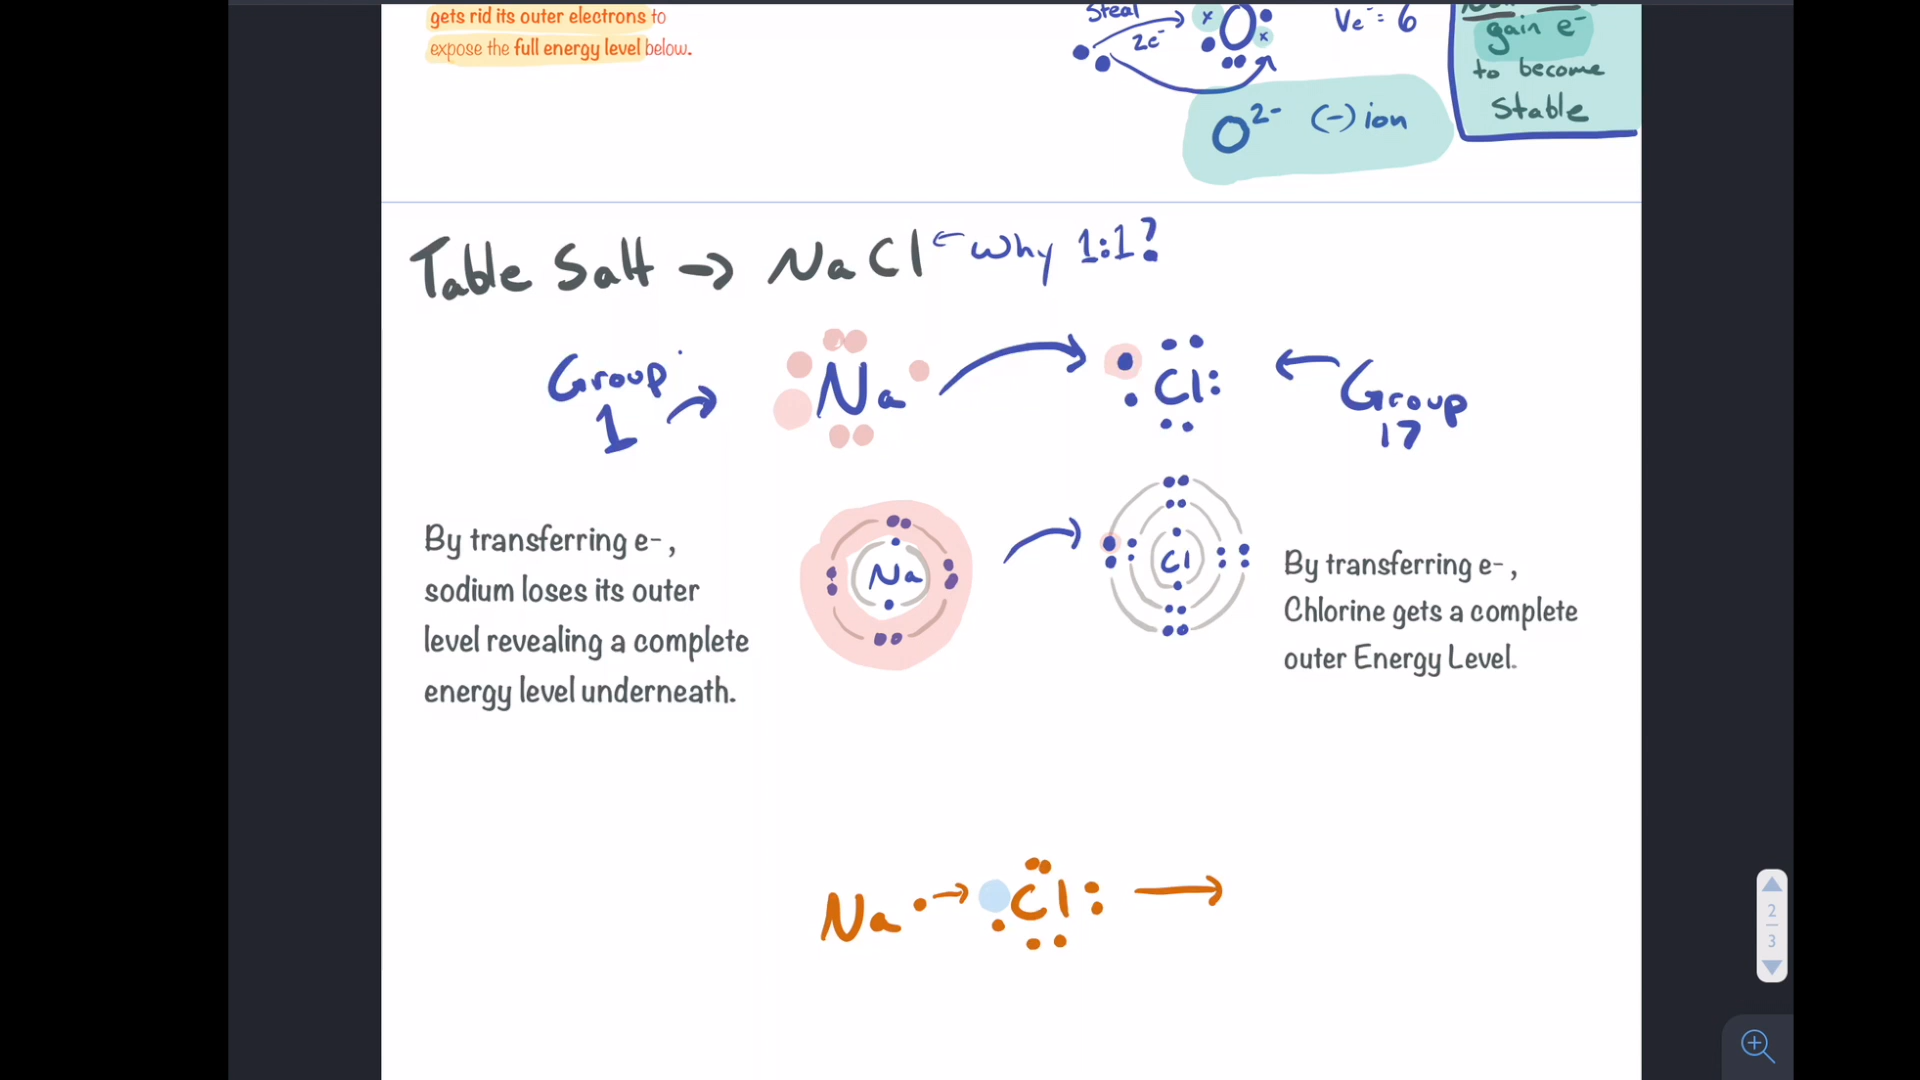 gets rid its outer electrons to
expose the full energy level below.
Steal
2e-
x O x
Ve-: 6
gain e-
to become
Stable
O2- (-) ion
Table Salt → NaCl ← Why 1:1?
Group
1
Na
Cl
Group
17
By transferring e- ,
sodium loses its outer
level revealing a complete
energy level underneath.
Na
Cl
By transferring e- ,
Chlorine gets a complete
outer Energy Level.
Na → Cl →
2
3